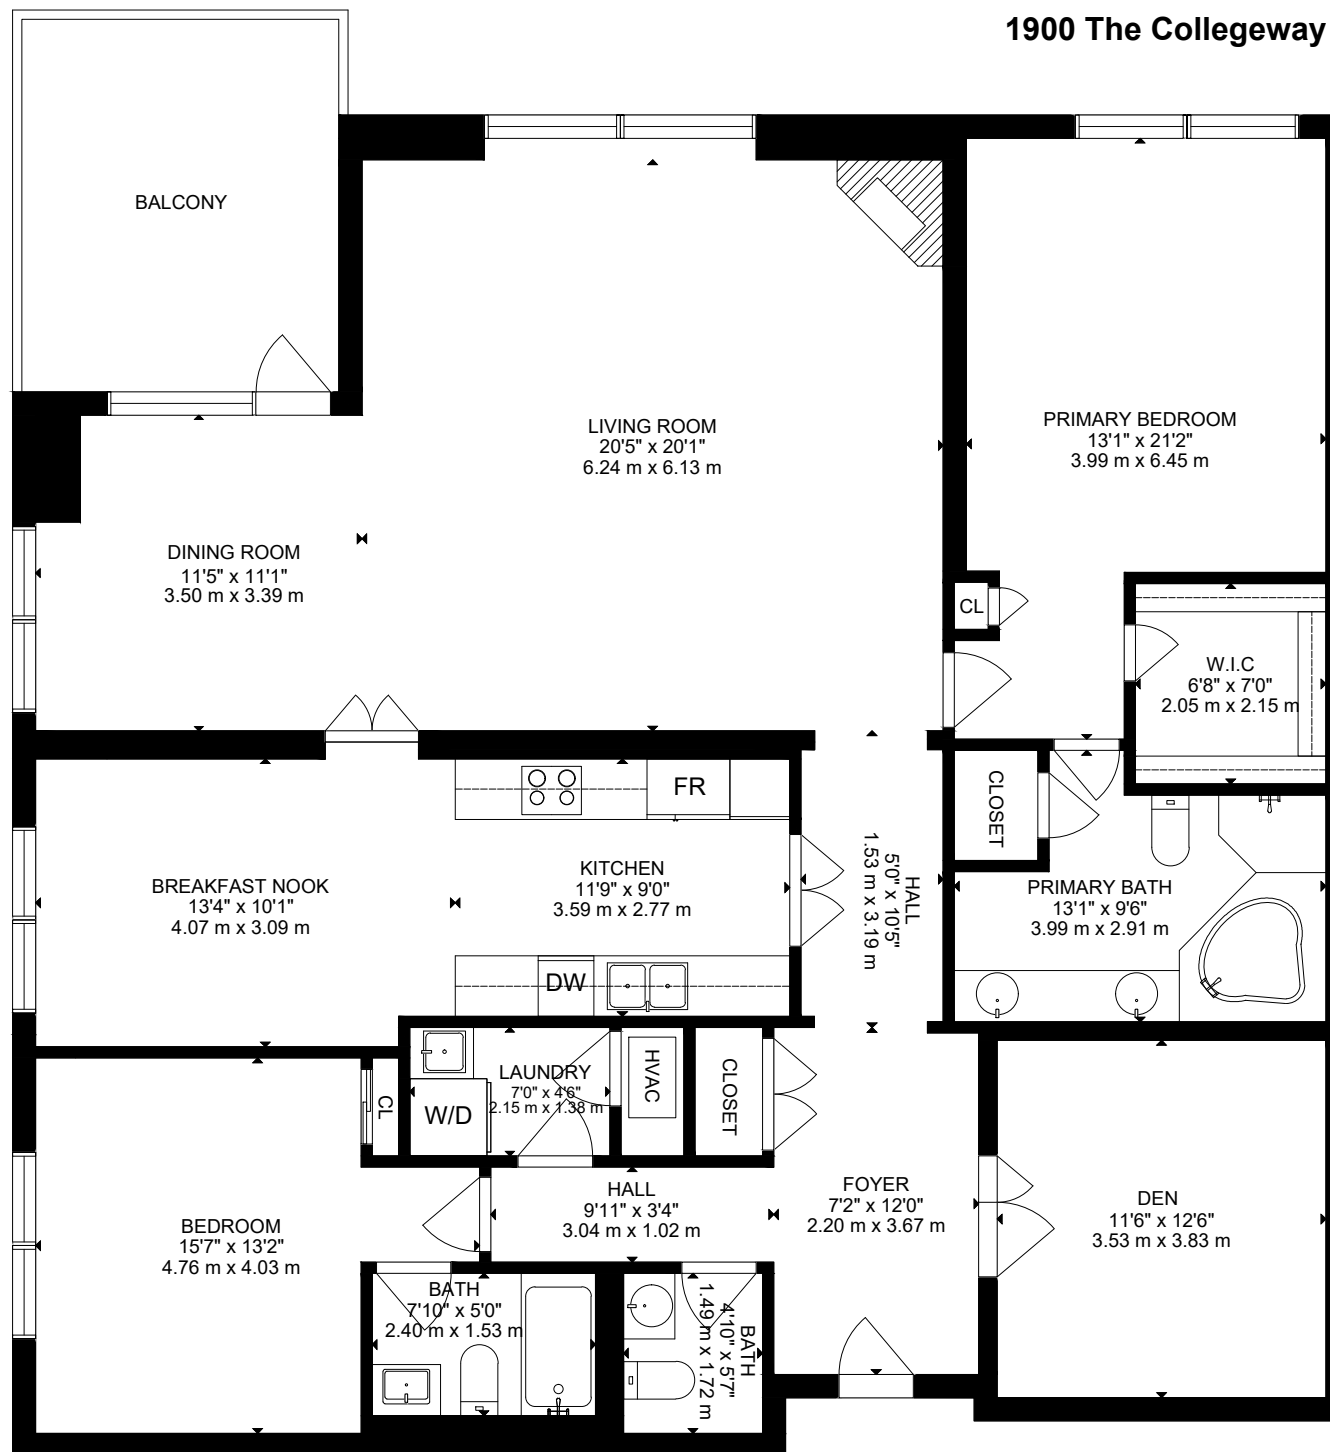 1900 The Collegeway
BALCONY
LIVING ROOM
20'5" x 20'1"
6.24 m x 6.13 m
PRIMARY BEDROOM
13'1" x 21'2"
3.99 m x 6.45 m
DINING ROOM
11'5" x 11'1"
3.50 m x 3.39 m
CL
W.I.C
6'8" x 7'0"
2.05 m x 2.15 m
FR
CLOSET
BREAKFAST NOOK
13'4" x 10'1"
4.07 m x 3.09 m
KITCHEN
11'9" x 9'0"
3.59 m x 2.77 m
HALL
5'0" x 10'5"
1.53 m x 3.19 m
PRIMARY BATH
13'1" x 9'6"
3.99 m x 2.91 m
DW
LAUNDRY
7'0" x 4'6"
2.15 m x 1.38 m
HVAC
CLOSET
CL
W/D
HALL
9'11" x 3'4"
3.04 m x 1.02 m
FOYER
7'2" x 12'0"
2.20 m x 3.67 m
DEN
11'6" x 12'6"
3.53 m x 3.83 m
BEDROOM
15'7" x 13'2"
4.76 m x 4.03 m
BATH
7'10" x 5'0"
2.40 m x 1.53 m
BATH
4'10" x 5'7"
1.49 m x 1.72 m